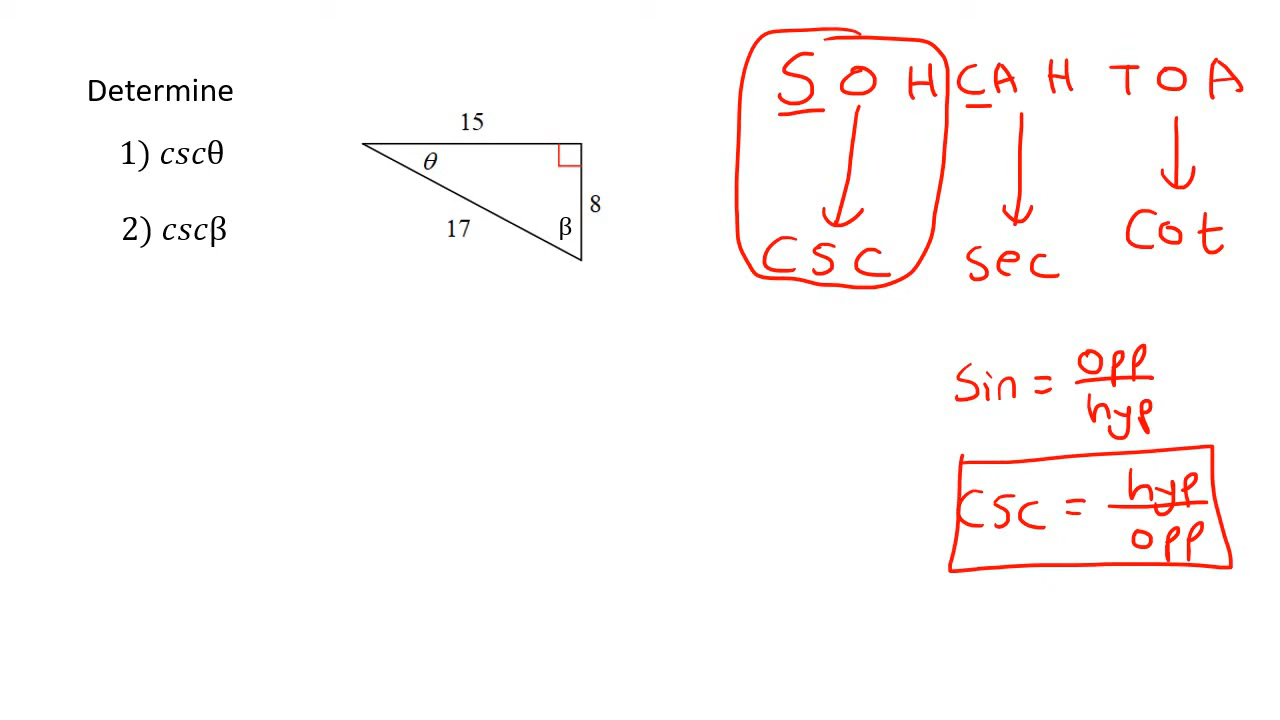 Determine
1) cscθ
2) cscβ
15
θ
8
17
β
S O H C A H T O A
csc
sec
cot
Sin = opp/hyp
csc = hyp/opp